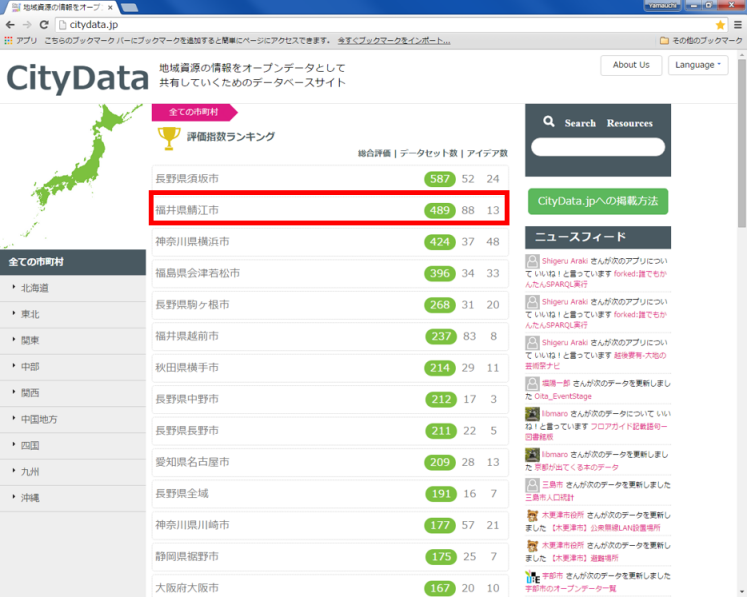 地域資源の情報をオープ
Yamauchi
citydata.jp
アプリ こちらのブックマーク バーにブックマークを追加すると簡単にページにアクセスできます。 今すぐブックマークをインポート...
その他のブックマーク
CityData
地域資源の情報をオープンデータとして
共有していくためのデータベースサイト
About Us
Language
全ての市町村
北海道
東北
関東
中部
関西
中国地方
四国
九州
沖縄
全ての市町村
評価指数ランキング
総合評価 | データセット数 | アイデア数
長野県須坂市 587 52 24
福井県鯖江市 489 88 13
神奈川県横浜市 424 37 48
福島県会津若松市 396 34 33
長野県駒ヶ根市 268 31 20
福井県越前市 237 83 8
秋田県横手市 214 29 11
長野県中野市 212 17 3
長野県長野市 211 22 5
愛知県名古屋市 209 28 13
長野県全域 191 16 7
神奈川県川崎市 177 57 21
静岡県裾野市 175 25 7
大阪府大阪市 167 20 10
Search Resources
CityData.jpへの掲載方法
ニュースフィード
Shigeru Araki さんが次のアプリについ
て いいね！と言っています forked:誰でもか
んたんSPARQL実行
Shigeru Araki さんが次のアプリについ
て いいね！と言っています forked:誰でもか
んたんSPARQL実行
Shigeru Araki さんが次のアプリについ
て いいね！と言っています 越後妻有-大地の
芸術祭ナビ
さんが次のデータを更新しまし
た Oita_EventStage
libmaro さんが次のデータについて いい
ね！と言っています フロアガイド記載語句ー
図書館版
libmaro さんが次のデータを更新しまし
た 京都が出てくる本のデータ
三島市 さんが次のデータを更新しました
三島市人口統計
木更津市役所 さんが次のデータを更新し
ました 【木更津市】公衆無線LAN設置場所
木更津市役所 さんが次のデータを更新し
ました 【木更津市】避難場所
宇部市 さんが次のデータを更新しました
宇部市のオープンデータ一覧